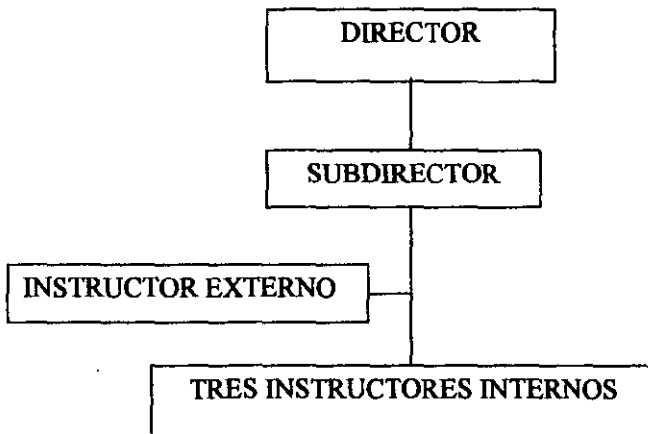 DIRECTOR
SUBDIRECTOR
INSTRUCTOR EXTERNO
TRES INSTRUCTORES INTERNOS